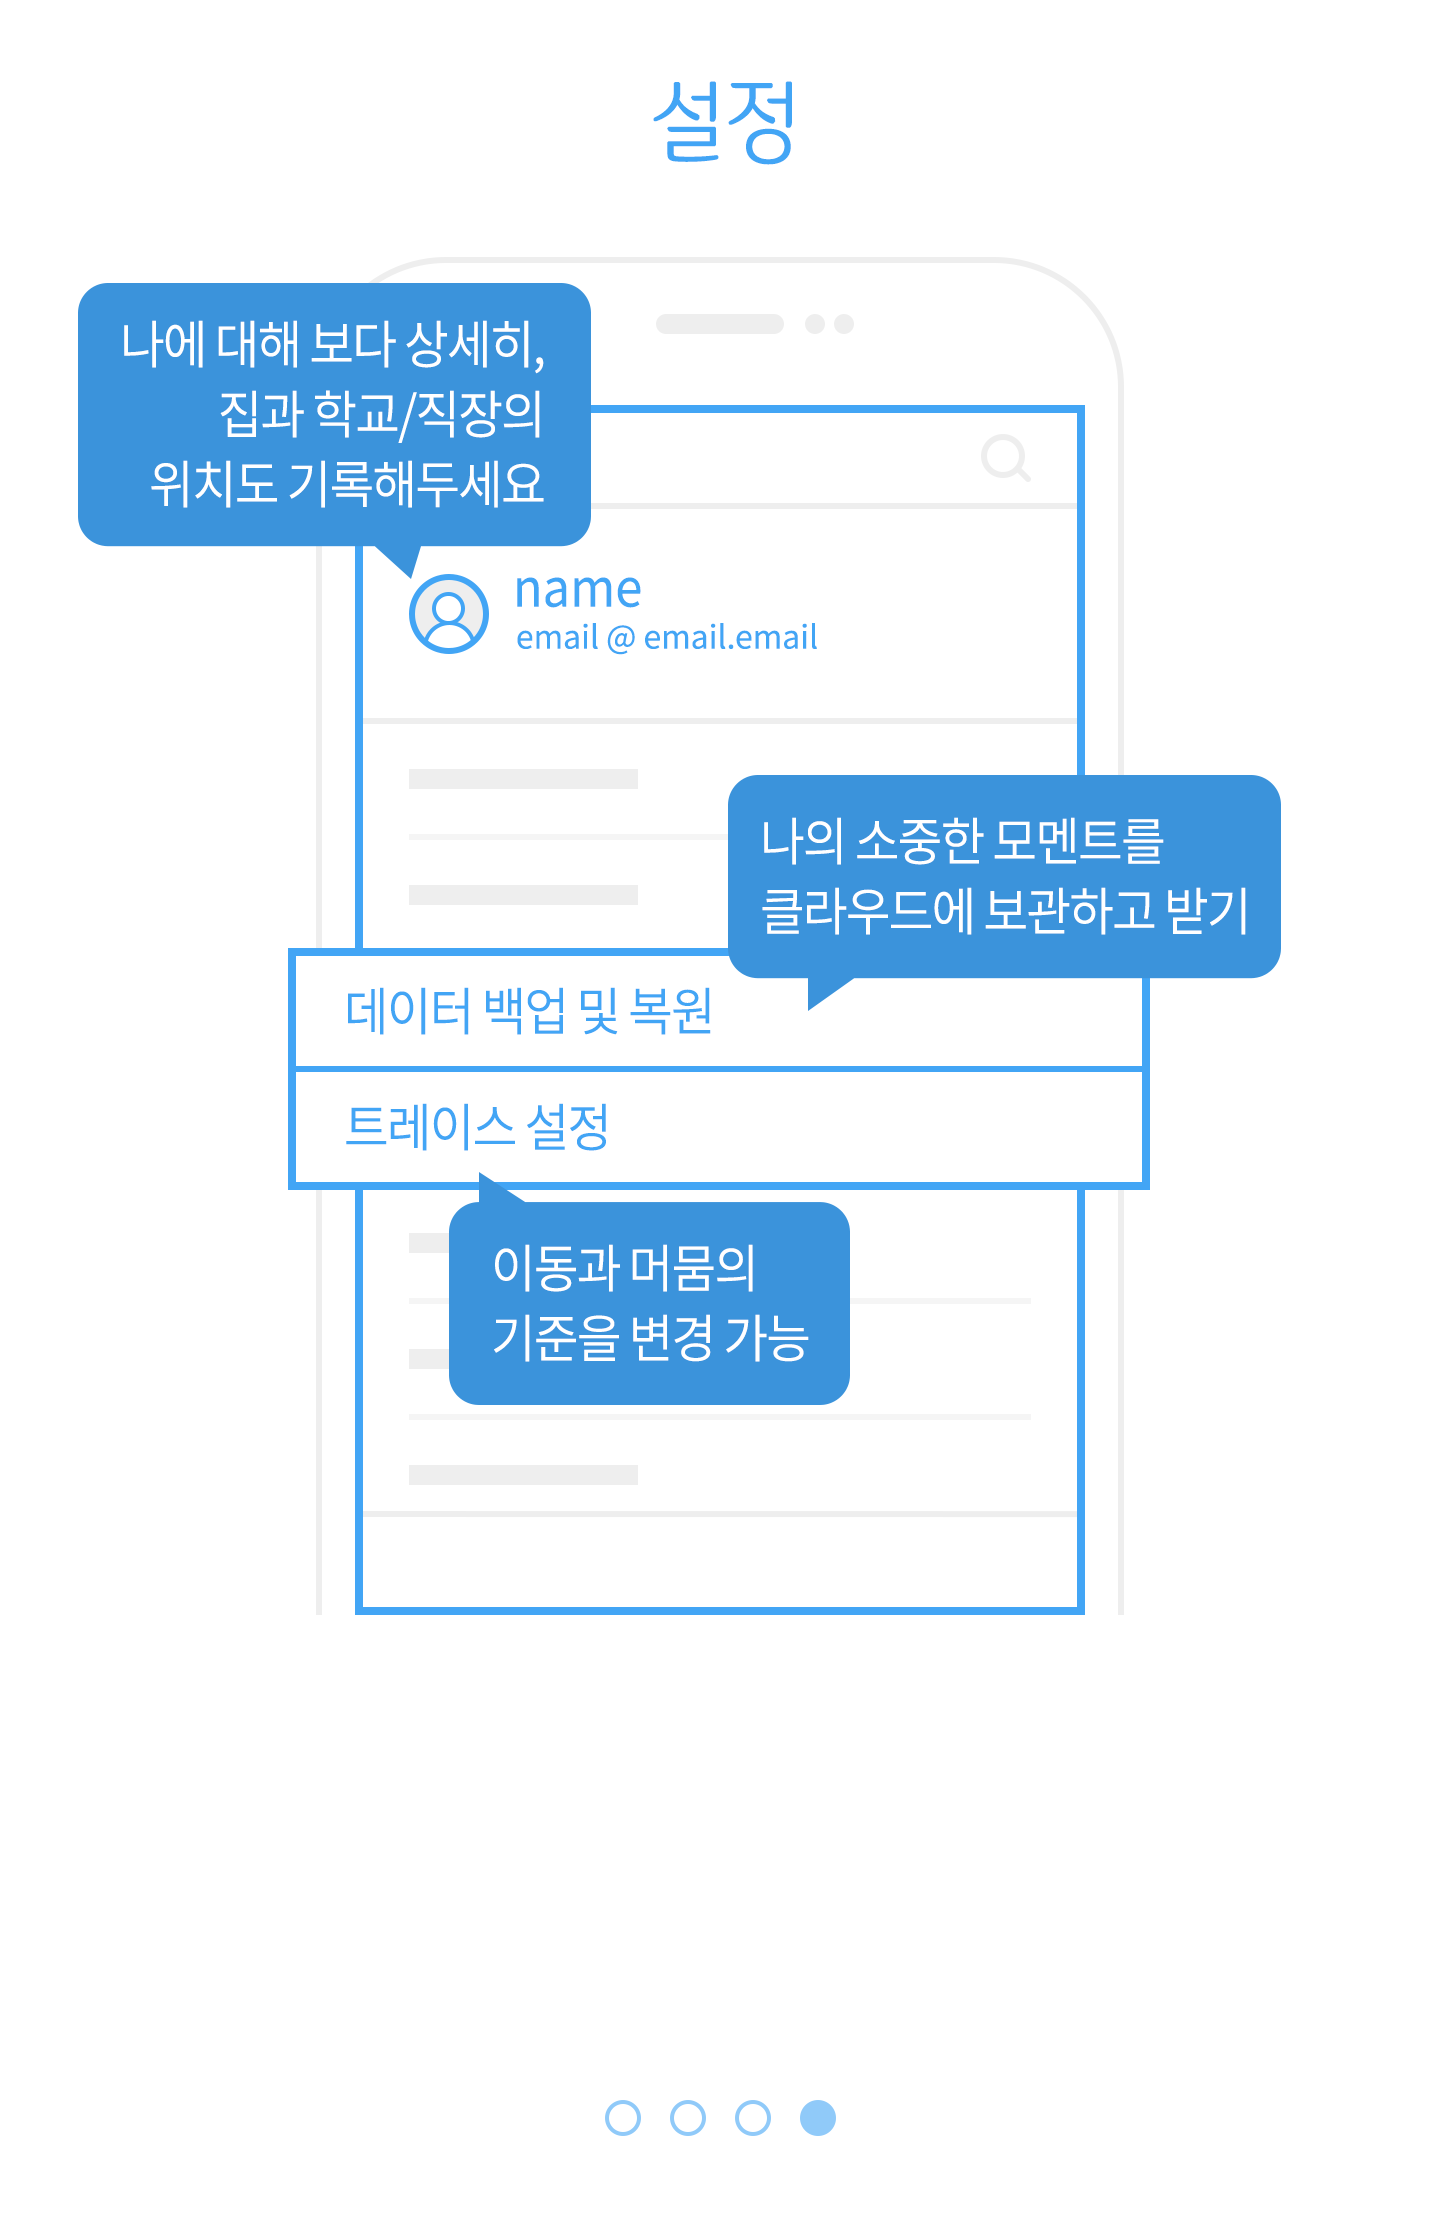 설정
나에 대해 보다 상세히,
집과 학교/직장의
위치도 기록해두세요
name
email @ email.email
나의 소중한 모멘트를
클라우드에 보관하고 받기
데이터 백업 및 복원
트레이스 설정
이동과 머뭄의
기준을 변경 가능